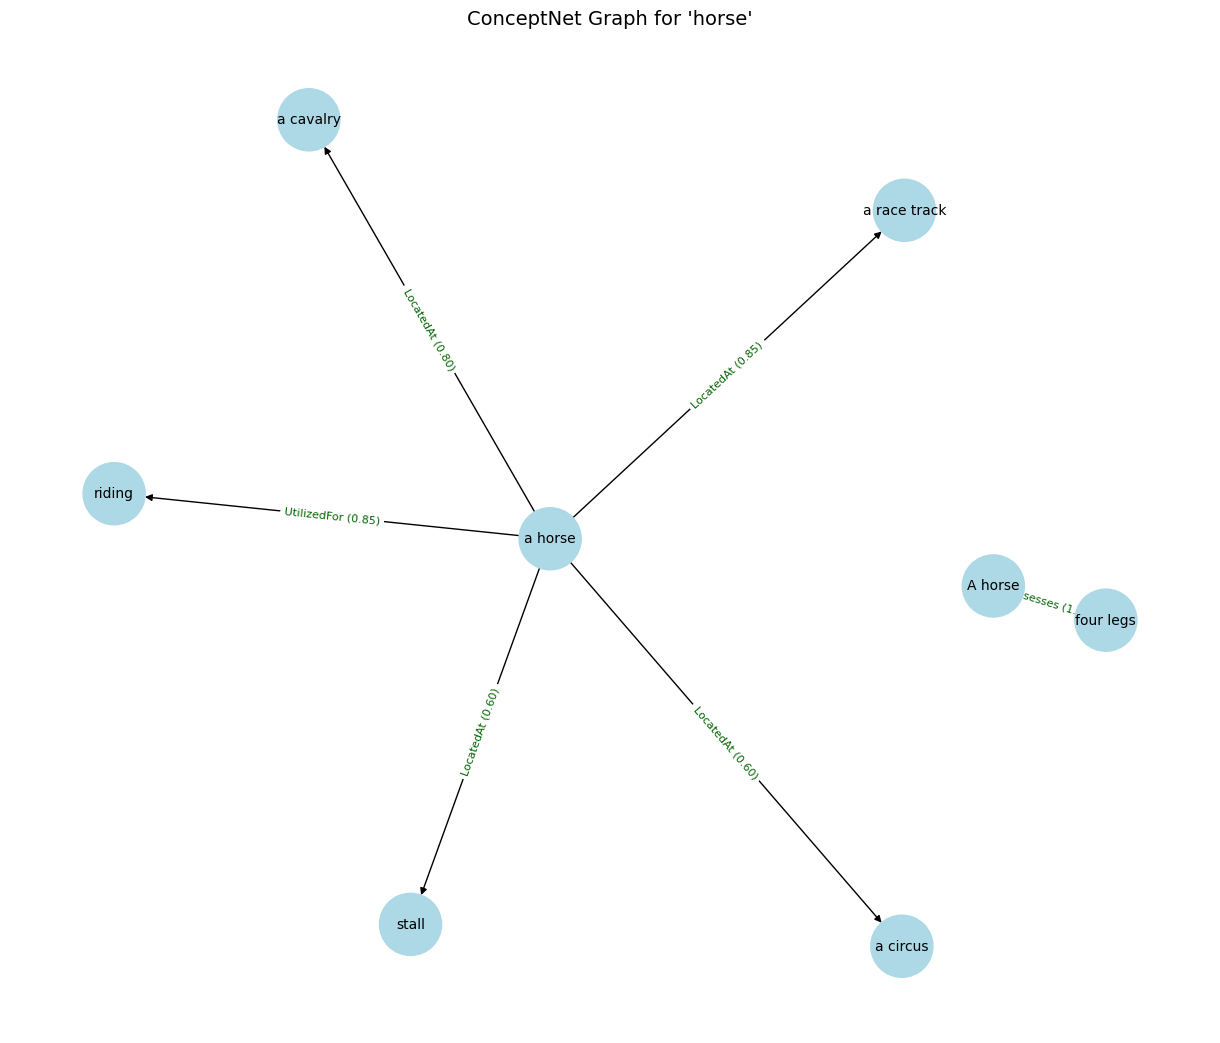 ConceptNet Graph for 'horse'
a cavalry
a race track
LocatedAt (0.80)
LocatedAt (0.85)
riding
UtilizedFor (0.85)
a horse
A horse
sesses (1.
four legs
LocatedAt (0.60)
LocatedAt (0.60)
stall
a circus